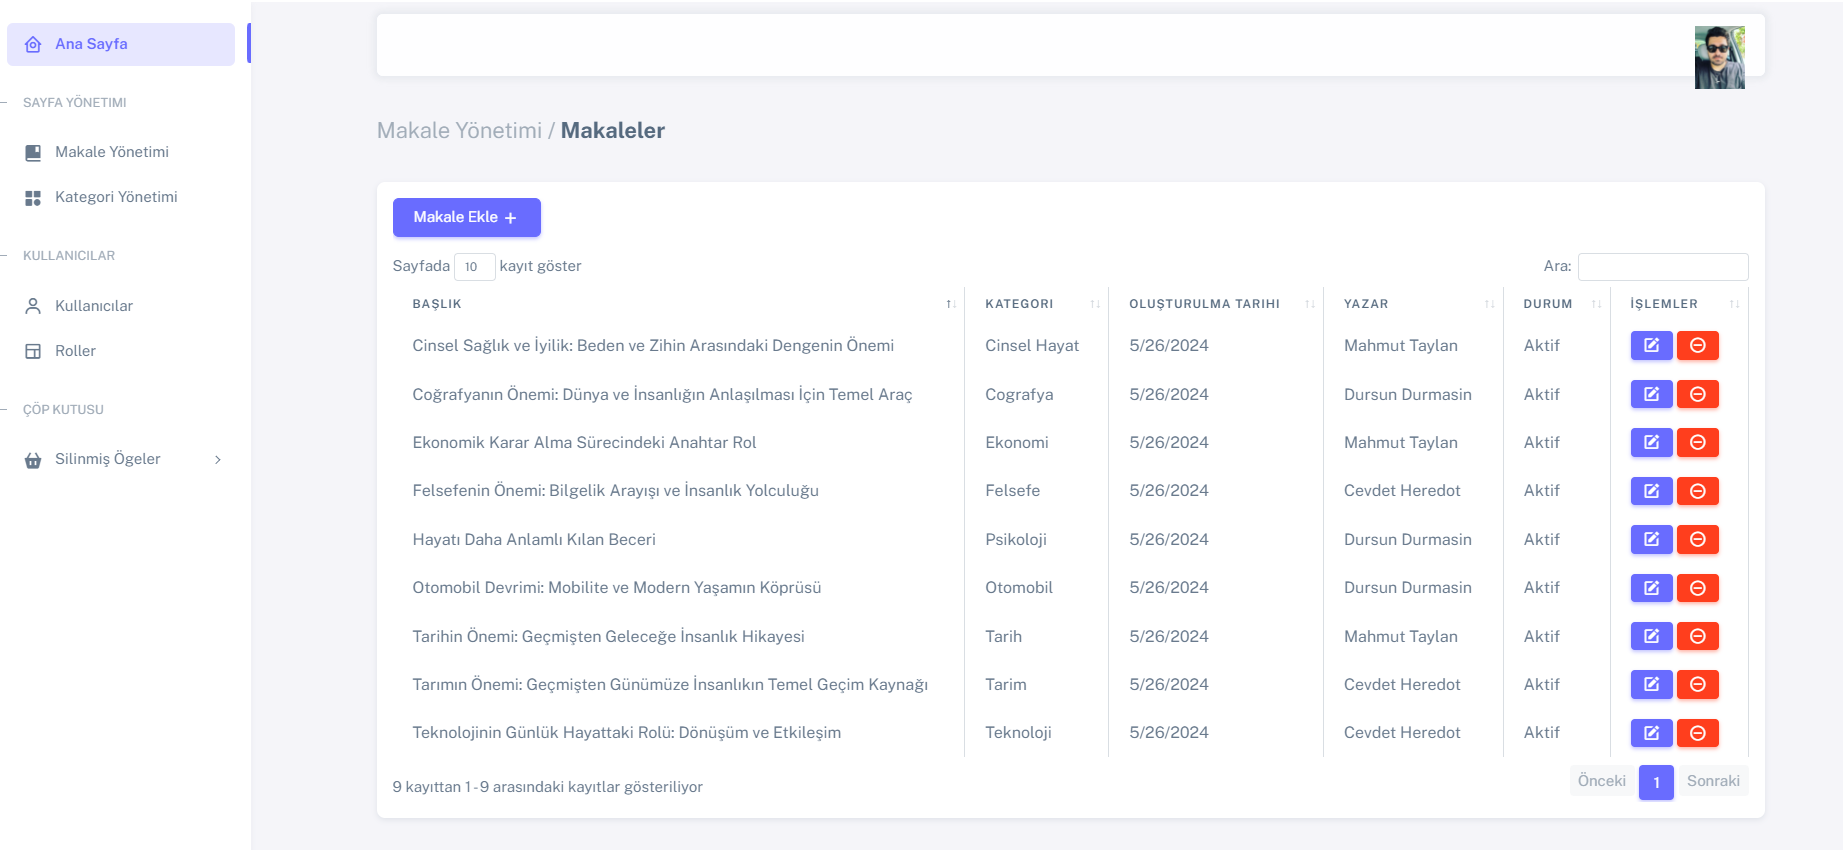 Ana Sayfa
SAYFA YÖNETIMI
Makale Yönetimi
Kategori Yönetimi
KULLANICILAR
Kullanıcılar
Roller
ÇÖP KUTUSU
Silinmiş Ögeler
Makale Yönetimi / Makaleler
Makale Ekle +
Sayfada 10 kayıt göster
Ara:
BAŞLIK KATEGORI OLUŞTURULMA TARIHI YAZAR DURUM İŞLEMLER
Cinsel Sağlık ve İyilik: Beden ve Zihin Arasındaki Dengenin Önemi Cinsel Hayat 5/26/2024 Mahmut Taylan Aktif
Coğrafyanın Önemi: Dünya ve İnsanlığın Anlaşılması İçin Temel Araç Cografya 5/26/2024 Dursun Durmasin Aktif
Ekonomik Karar Alma Sürecindeki Anahtar Rol Ekonomi 5/26/2024 Mahmut Taylan Aktif
Felsefenin Önemi: Bilgelik Arayışı ve İnsanlık Yolculuğu Felsefe 5/26/2024 Cevdet Heredot Aktif
Hayatı Daha Anlamlı Kılan Beceri Psikoloji 5/26/2024 Dursun Durmasin Aktif
Otomobil Devrimi: Mobilite ve Modern Yaşamın Köprüsü Otomobil 5/26/2024 Dursun Durmasin Aktif
Tarihin Önemi: Geçmişten Geleceğe İnsanlık Hikayesi Tarih 5/26/2024 Mahmut Taylan Aktif
Tarımın Önemi: Geçmişten Günümüze İnsanlıkın Temel Geçim Kaynağı Tarim 5/26/2024 Cevdet Heredot Aktif
Teknolojinin Günlük Hayattaki Rolü: Dönüşüm ve Etkileşim Teknoloji 5/26/2024 Cevdet Heredot Aktif
9 kayıttan 1 - 9 arasındaki kayıtlar gösteriliyor
Önceki 1 Sonraki